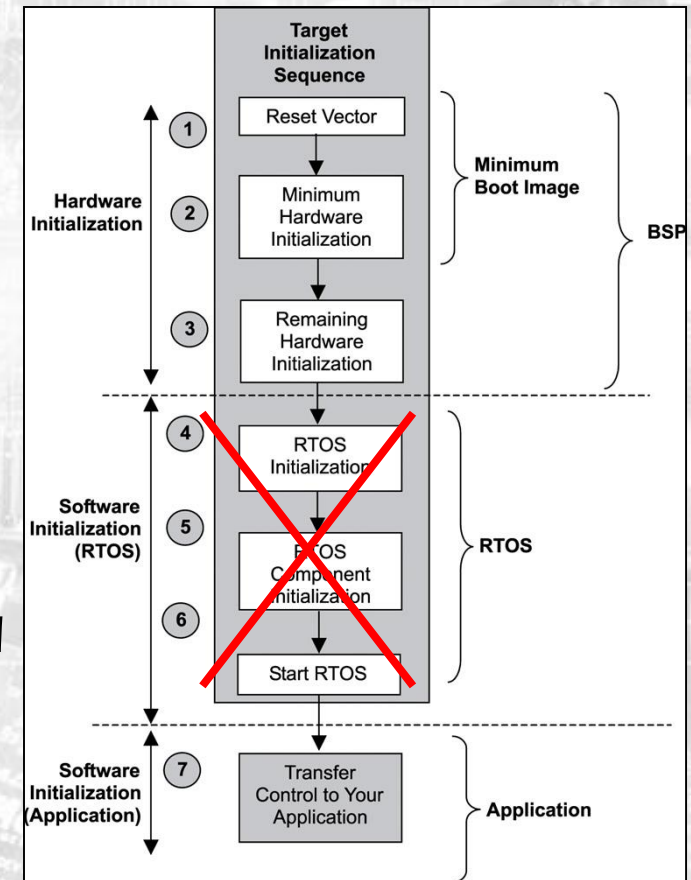 Target
Initialization
Sequence
1
Reset Vector
Hardware
Initialization
2
Minimum
Hardware
Initialization
Minimum
Boot Image
BSP
3
Remaining
Hardware
Initialization
4
RTOS
Initialization
Software
Initialization
(RTOS)
5
RTOS
Component
Initialization
RTOS
6
Start RTOS
Software
Initialization
(Application)
7
Transfer
Control to Your
Application
Application